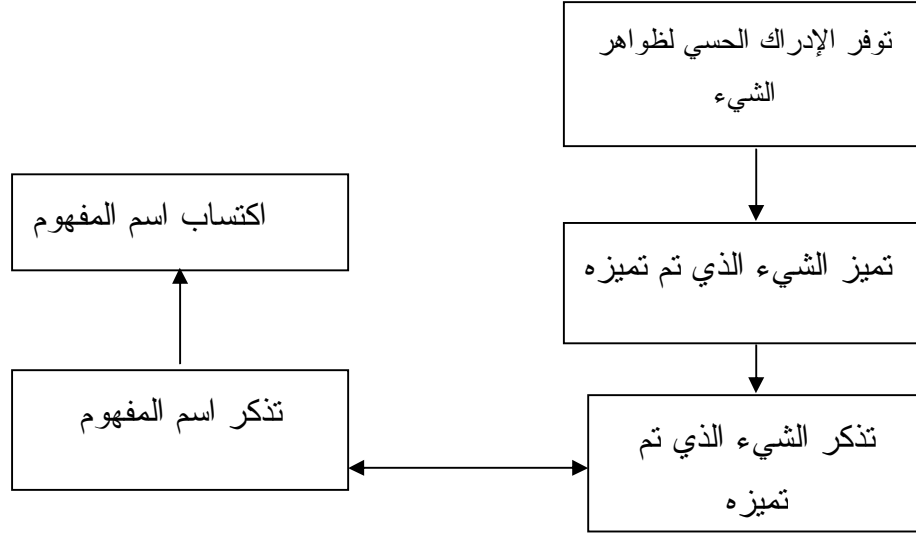 توفر الإدراك الحسي لظواهر
الشيء
تميز الشيء الذي تم تميزه
تذكر الشيء الذي تم
تميزه
تذكر اسم المفهوم
اكتساب اسم المفهوم